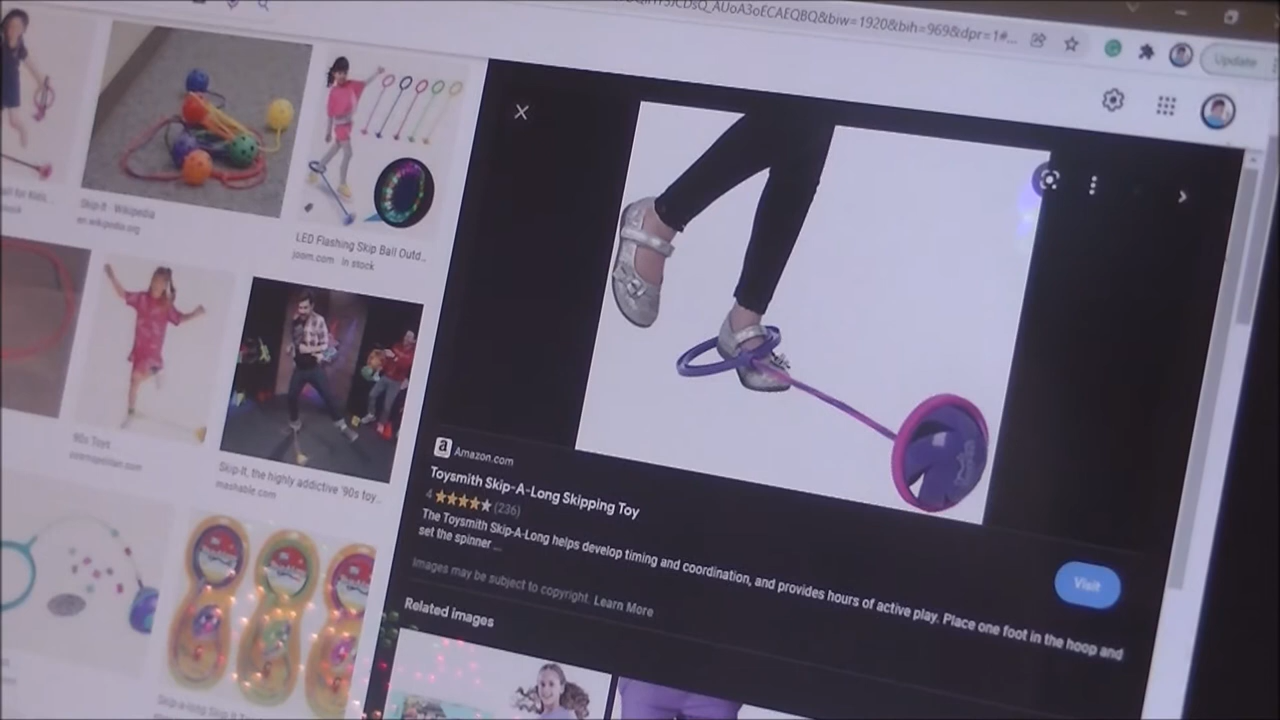 Update
Skip-It - Wikipedia
en.wikipedia.org
LED Flashing Skip Ball Outd...
joom.com · In stock
90s Toys
cosmopolitan.com
Skip-It, the highly addictive '90s toy...
mashable.com
a Amazon.com
Toysmith Skip-A-Long Skipping Toy
4 (236)
The Toysmith Skip-A-Long helps develop timing and coordination, and provides hours of active play. Place one foot in the hoop and
set the spinner ...
Visit
Images may be subject to copyright. Learn More
Related images